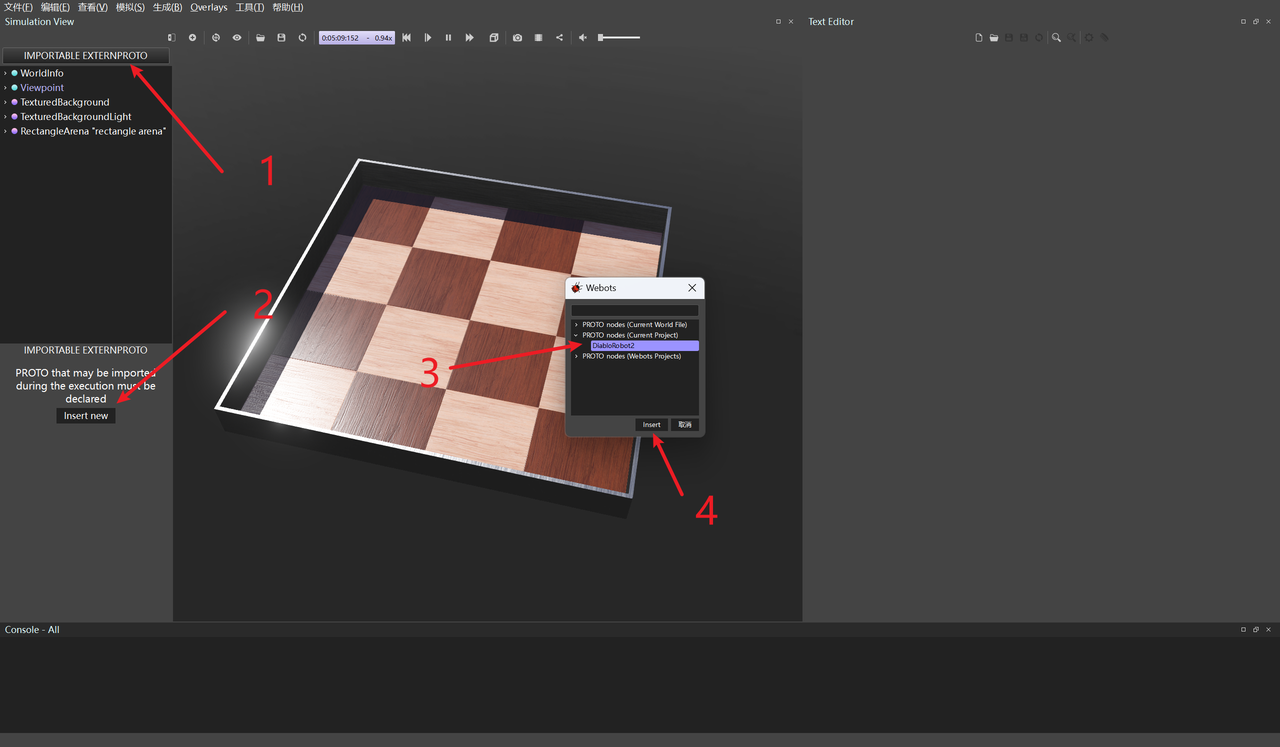 文件(F) 编辑(E) 查看(V) 模拟(S) 生成(B) Overlays 工具(T) 帮助(H)
Simulation View
Text Editor
0:05:09:152 - 0.94x
IMPORTABLE EXTERNPROTO
WorldInfo
Viewpoint
TexturedBackground
TexturedBackgroundLight
RectangleArena "rectangle arena"
1
2
3
4
Webots
PROTO nodes (Current World File)
PROTO nodes (Current Project)
DiabloRobot2
PROTO nodes (Webots Projects)
Insert 取消
IMPORTABLE EXTERNPROTO
PROTO that may be imported
during the execution must be
declared
Insert new
Console - All